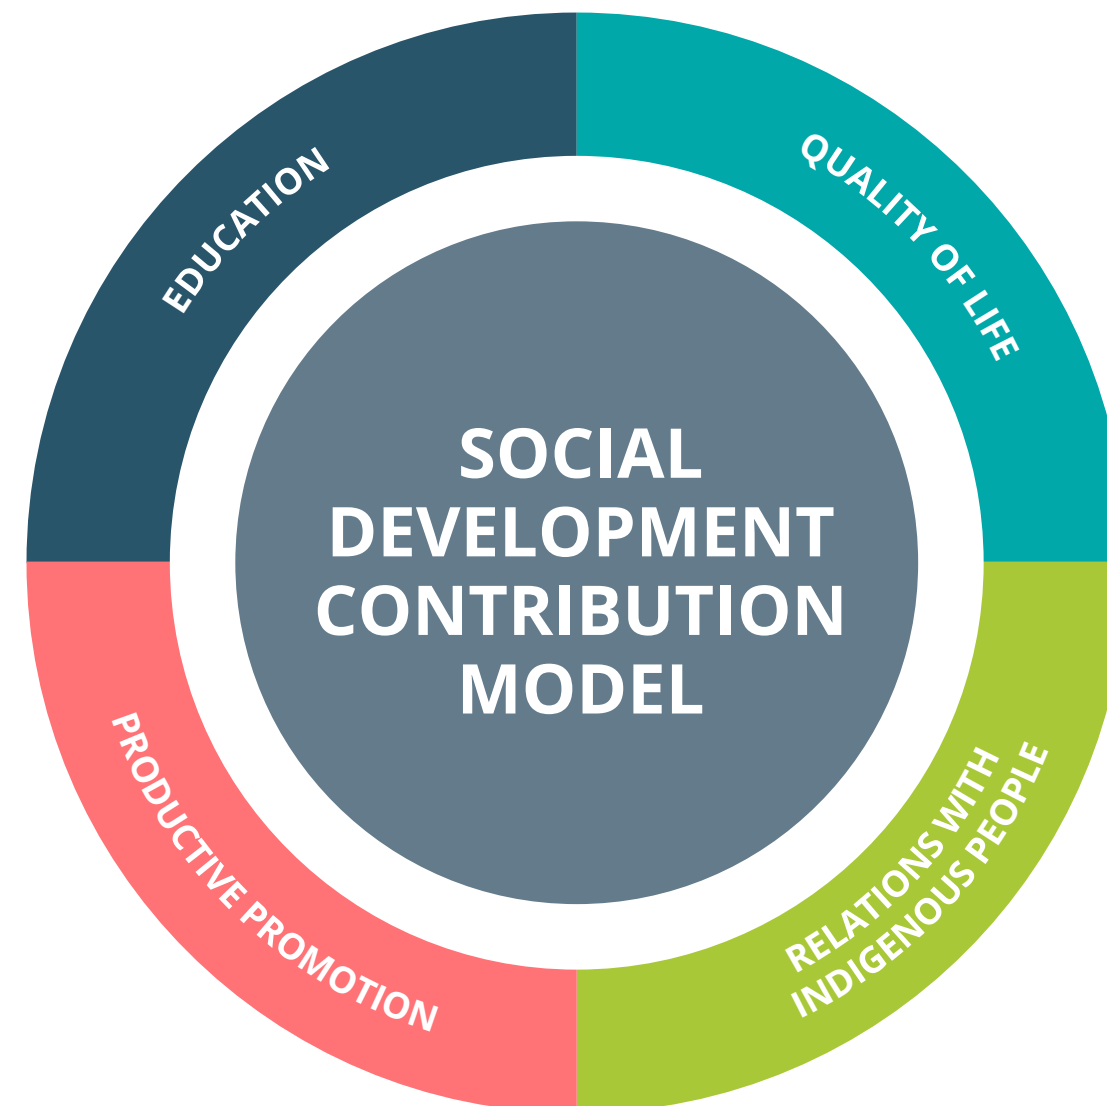 EDUCATION
QUALITY OF LIFE
SOCIAL
DEVELOPMENT
CONTRIBUTION
MODEL
PRODUCTIVE PROMOTION
RELATIONS WITH
INDIGENOUS PEOPLE